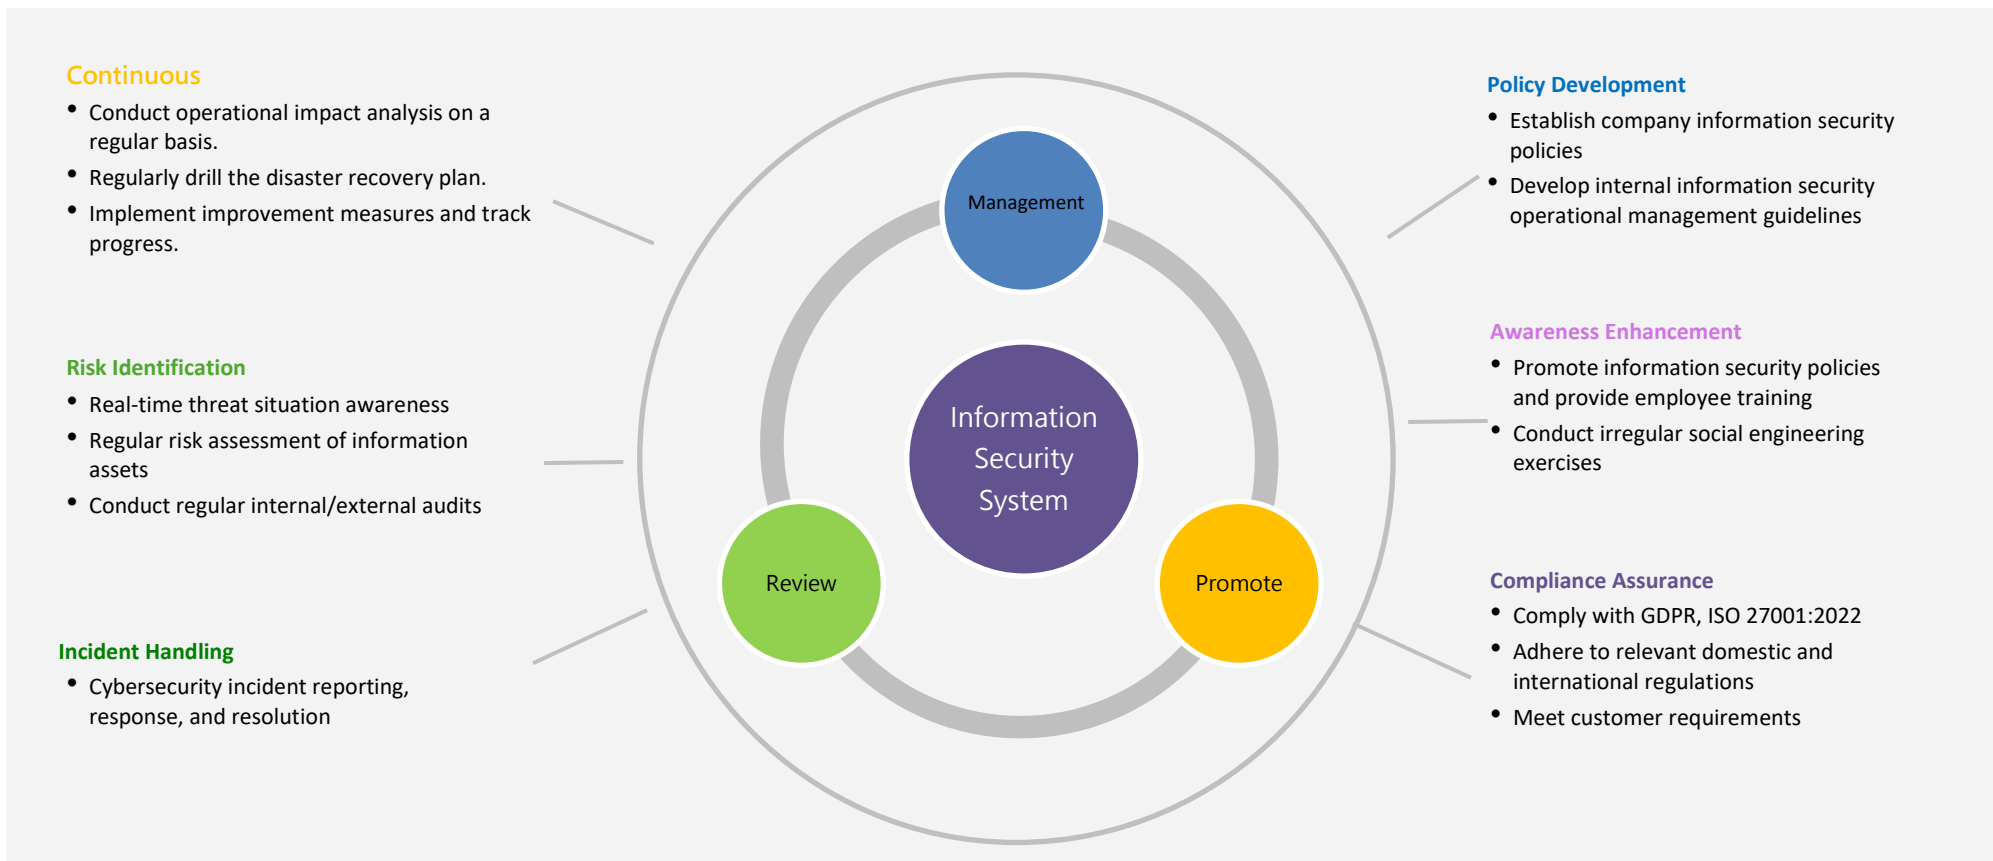 Continuous
• Conduct operational impact analysis on a
regular basis.
• Regularly drill the disaster recovery plan.
• Implement improvement measures and track
progress.
Risk Identification
• Real-time threat situation awareness
• Regular risk assessment of information
assets
• Conduct regular internal/external audits
Incident Handling
• Cybersecurity incident reporting,
response, and resolution
Management
Information
Security
System
Review
Promote
Policy Development
• Establish company information security
policies
• Develop internal information security
operational management guidelines
Awareness Enhancement
• Promote information security policies
and provide employee training
• Conduct irregular social engineering
exercises
Compliance Assurance
• Comply with GDPR, ISO 27001:2022
• Adhere to relevant domestic and
international regulations
• Meet customer requirements